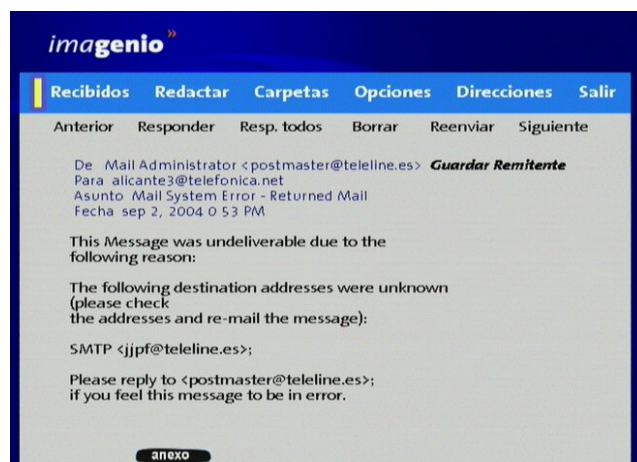 imagenio»
Recibidos Redactar Carpetas Opciones Direcciones Salir
Anterior Responder Resp. todos Borrar Reenviar Siguiente
De Mail Administrator <postmaster@teleline.es> Guardar Remitente
Para alicante3@telefonica.net
Asunto Mail System Error - Returned Mail
Fecha sep 2, 2004 0 53 PM
This Message was undeliverable due to the
following reason:
The following destination addresses were unknown
(please check
the addresses and re-mail the message):
SMTP <jjpf@teleline.es>;
Please reply to <postmaster@teleline.es>;
if you feel this message to be in error.
anexo